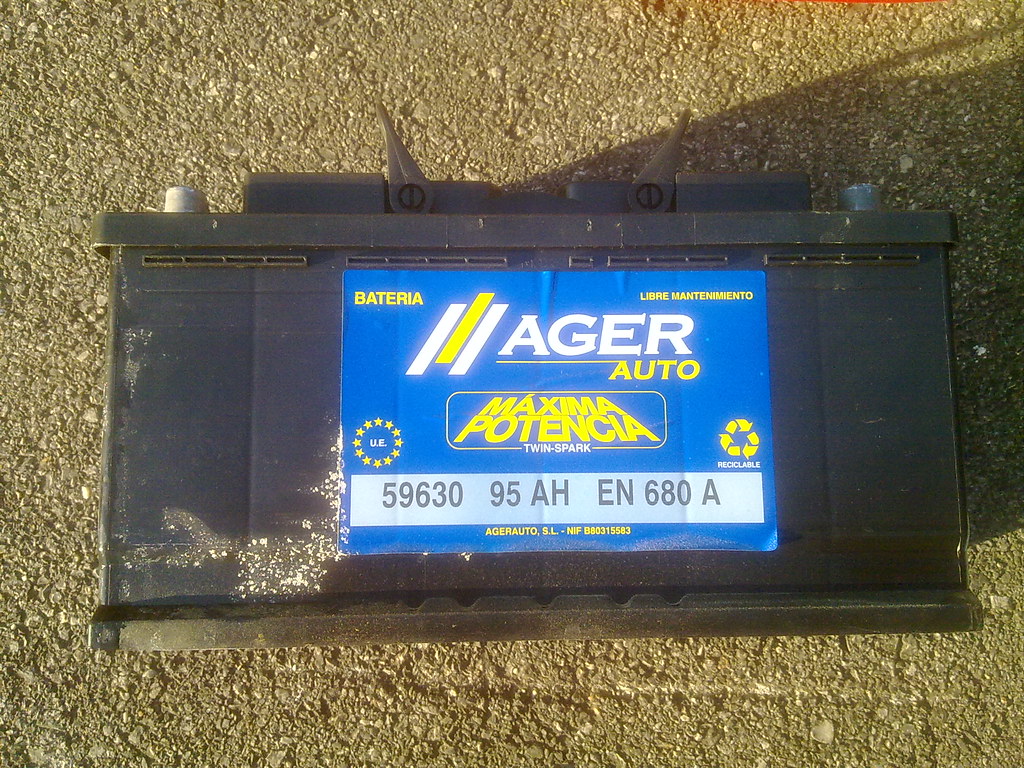 BATERIA
LIBRE MANTENIMIENTO
AGER
AUTO
MÁXIMA
POTENCIA
TWIN-SPARK
U.E.
RECICLABLE
59630 95 AH EN 680 A
AGERAUTO, S.L. - NIF B80315583